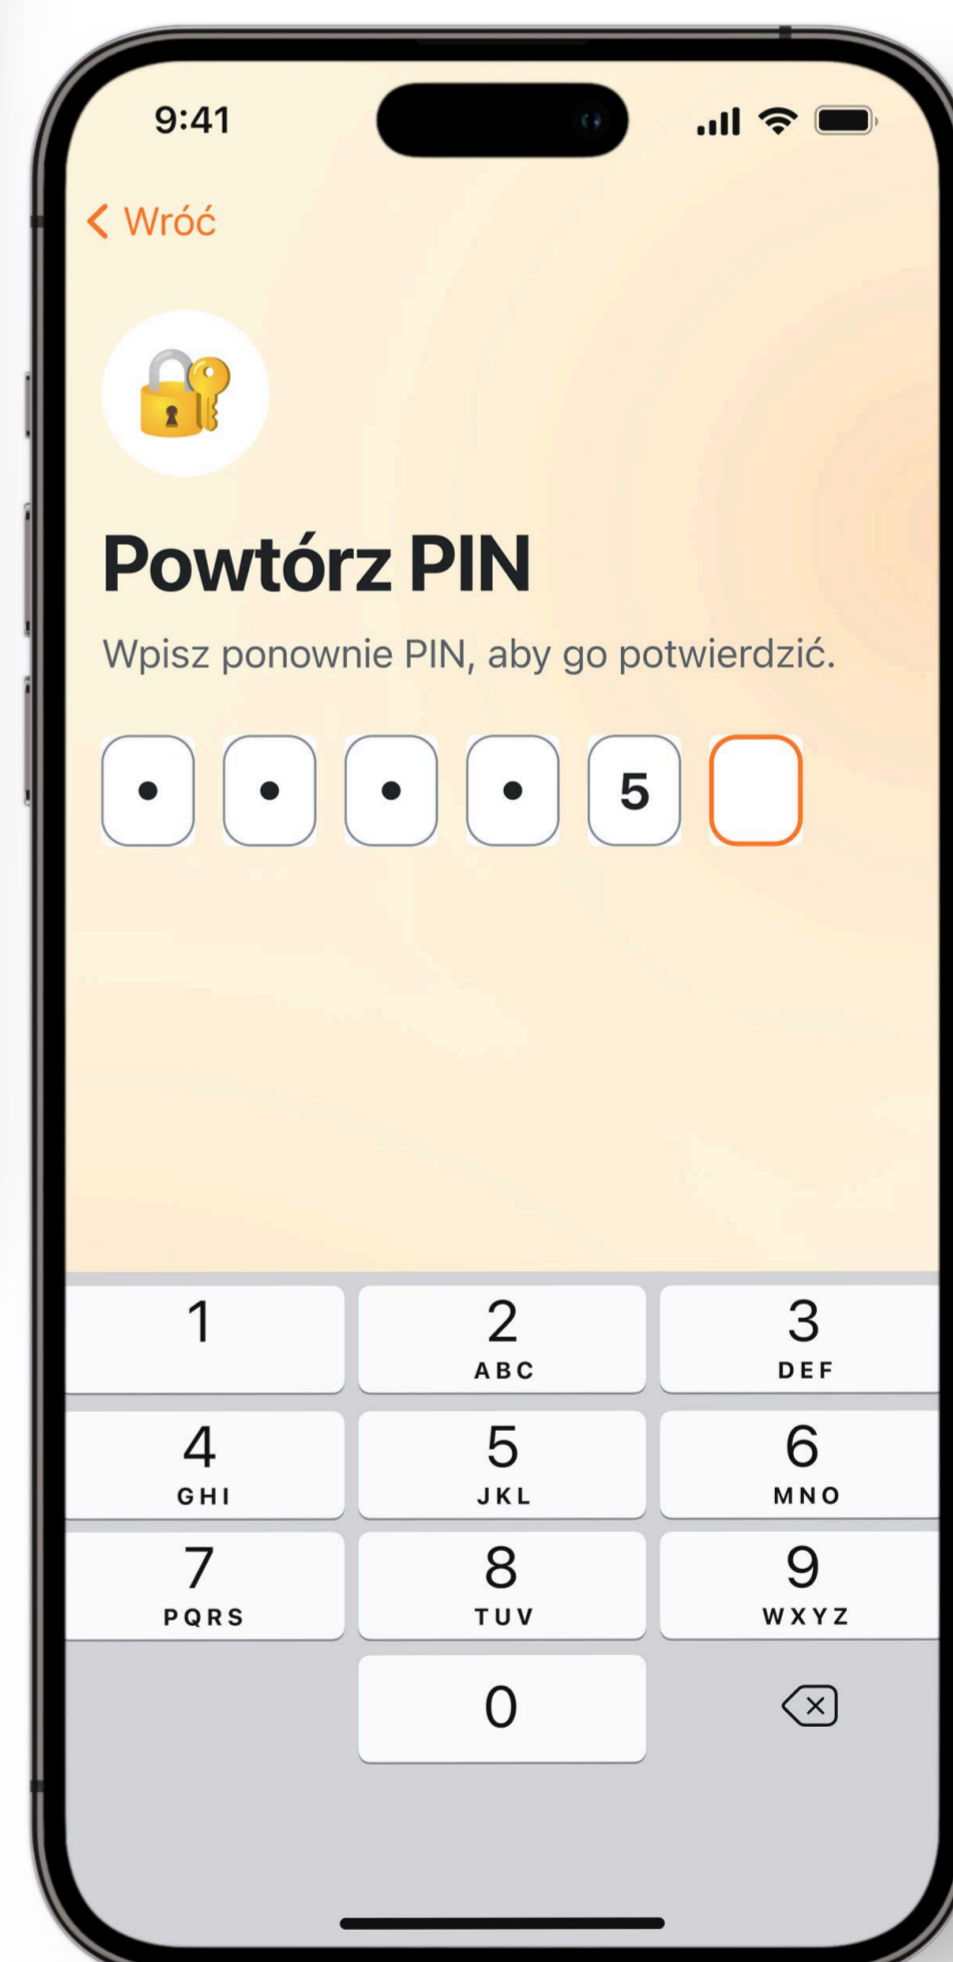 9:41
Wróć
Powtórz PIN
Wpisz ponownie PIN, aby go potwierdzić.
• • • • 5
1 2 3
ABC DEF
4 5 6
GHI JKL MNO
7 8 9
PQRS TUV WXYZ
0